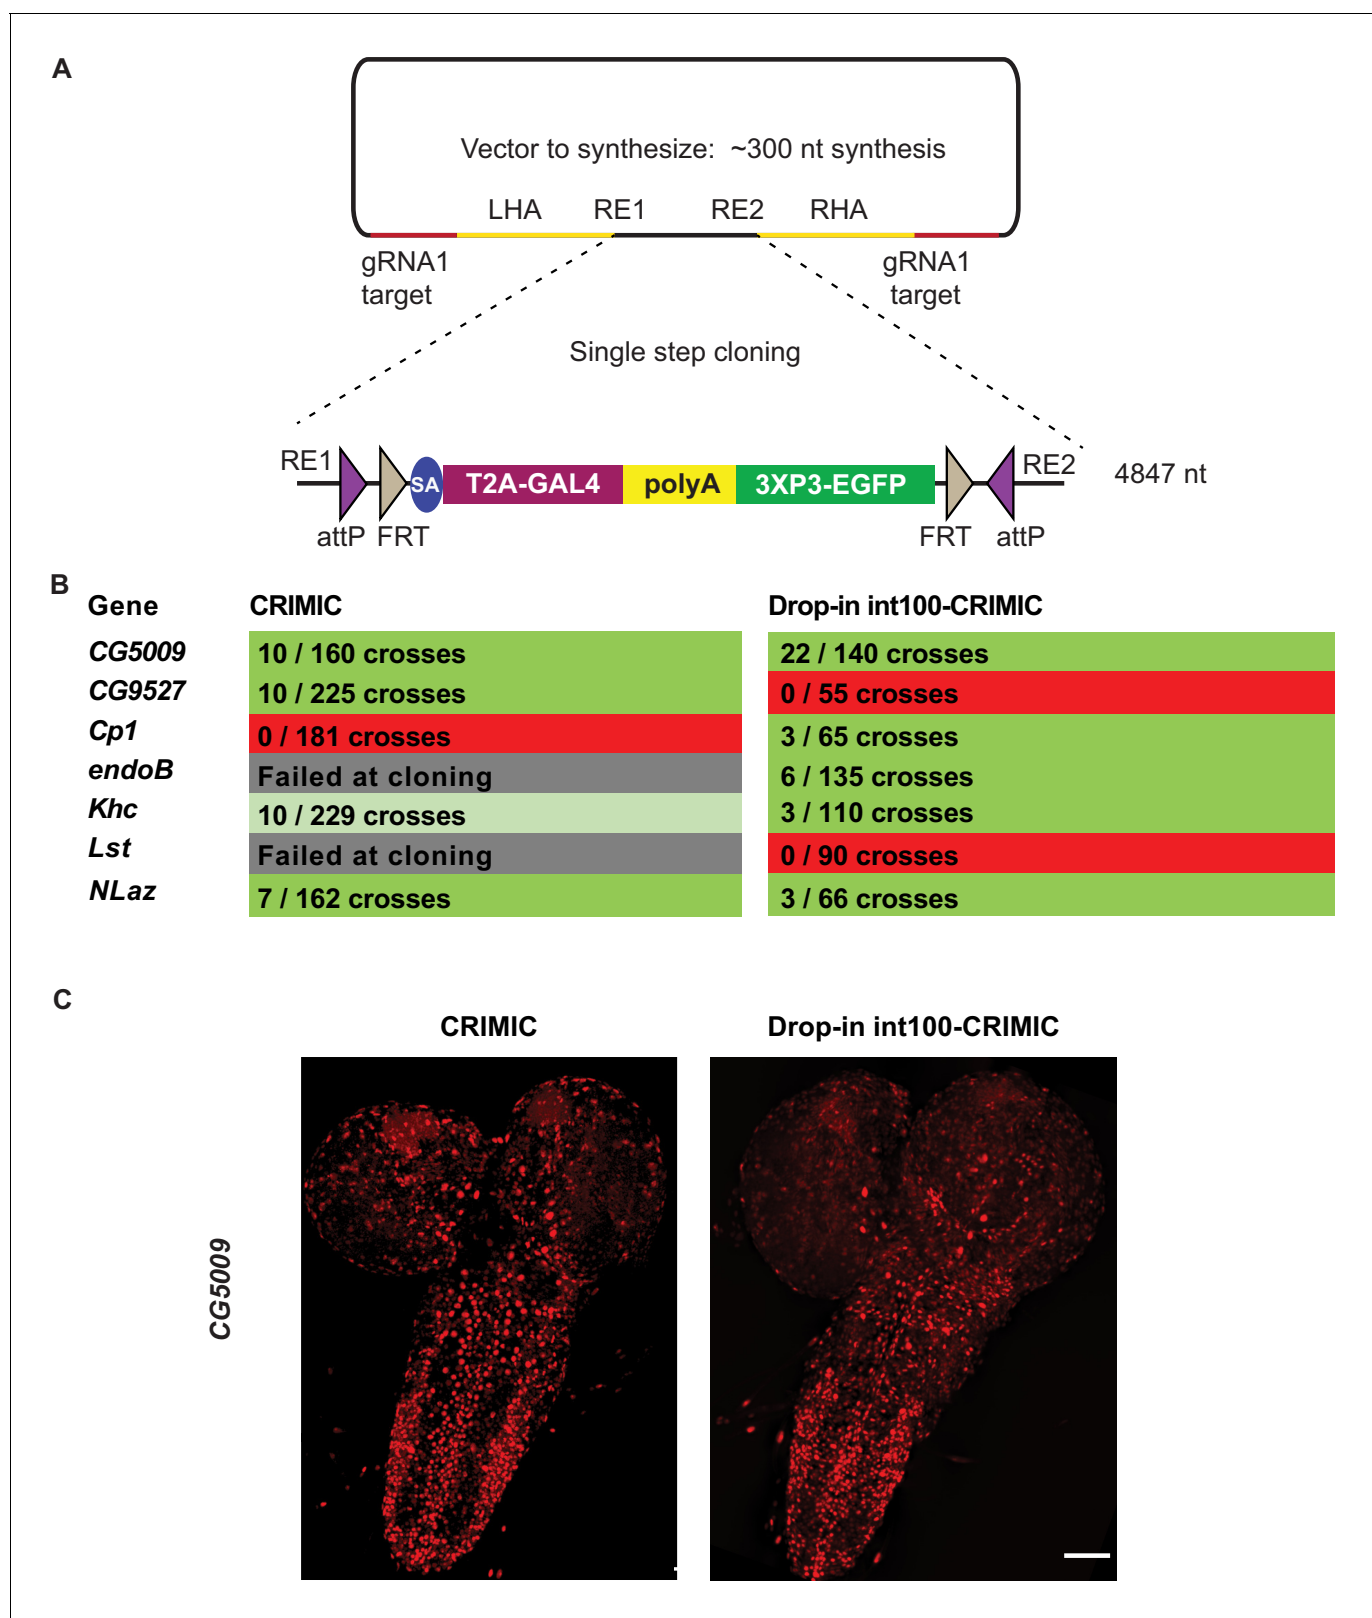 A
Vector to synthesize: ~300 nt synthesis
LHA RE1 RE2 RHA
gRNA1 target
gRNA1 target
Single step cloning
RE1 SA T2A-GAL4 polyA 3XP3-EGFP RE2 4847 nt
attP FRT FRT attP
B
Gene CRIMIC Drop-in int100-CRIMIC
CG5009 10 / 160 crosses 22 / 140 crosses
CG9527 10 / 225 crosses 0 / 55 crosses
Cp1 0 / 181 crosses 3 / 65 crosses
endoB Failed at cloning 6 / 135 crosses
Khc 10 / 229 crosses 3 / 110 crosses
Lst Failed at cloning 0 / 90 crosses
NLaz 7 / 162 crosses 3 / 66 crosses
C
CRIMIC Drop-in int100-CRIMIC
CG5009